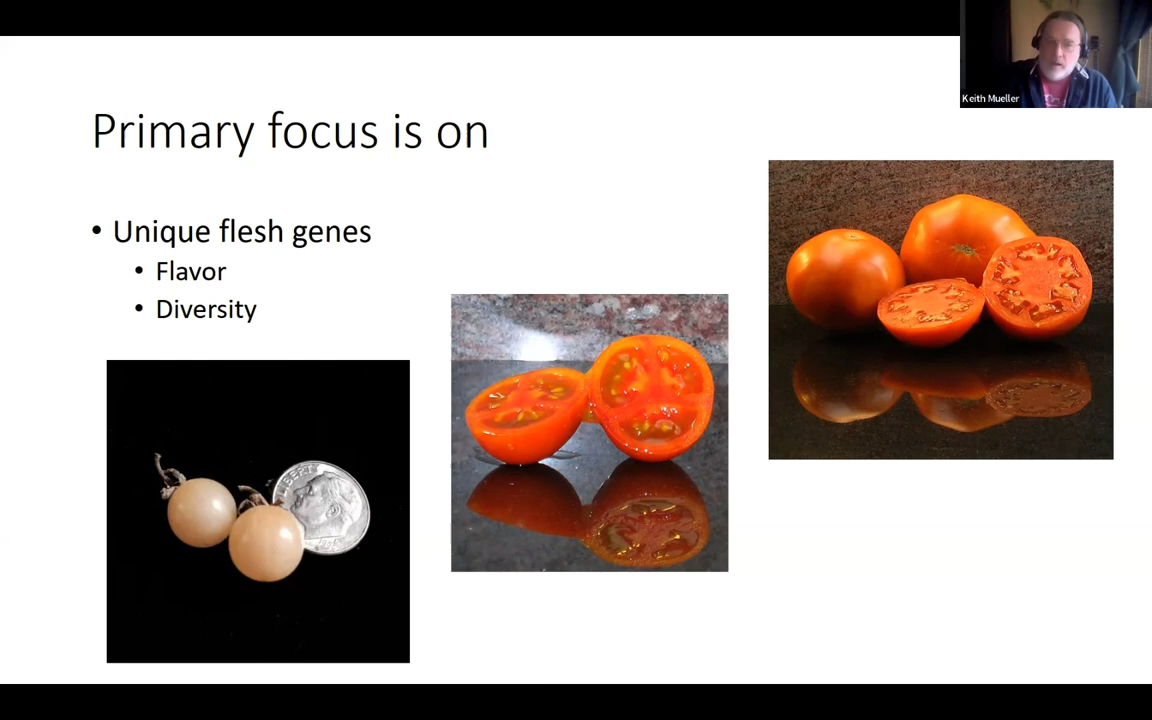 Keith Mueller
Primary focus is on
• Unique flesh genes
• Flavor
• Diversity
LIBERTY